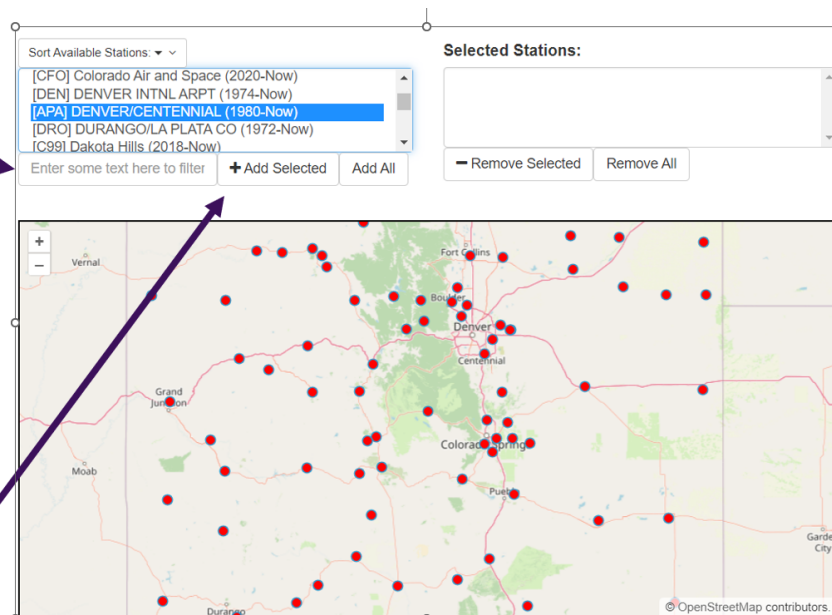 Sort Available Stations:
[CFO] Colorado Air and Space (2020-Now)
[DEN] DENVER INTNL ARPT (1974-Now)
[APA] DENVER/CENTENNIAL (1980-Now)
[DRO] DURANGO/LA PLATA CO (1972-Now)
[C99] Dakota Hills (2018-Now)
Enter some text here to filter
+ Add Selected
Add All
Selected Stations:
− Remove Selected
Remove All
+
−
Vernal
Fort Collins
Boulder
Denver
Centennial
Grand
Junction
Colorado Springs
Moab
Pueblo
Garde
City
Durango
© OpenStreetMap contributors.